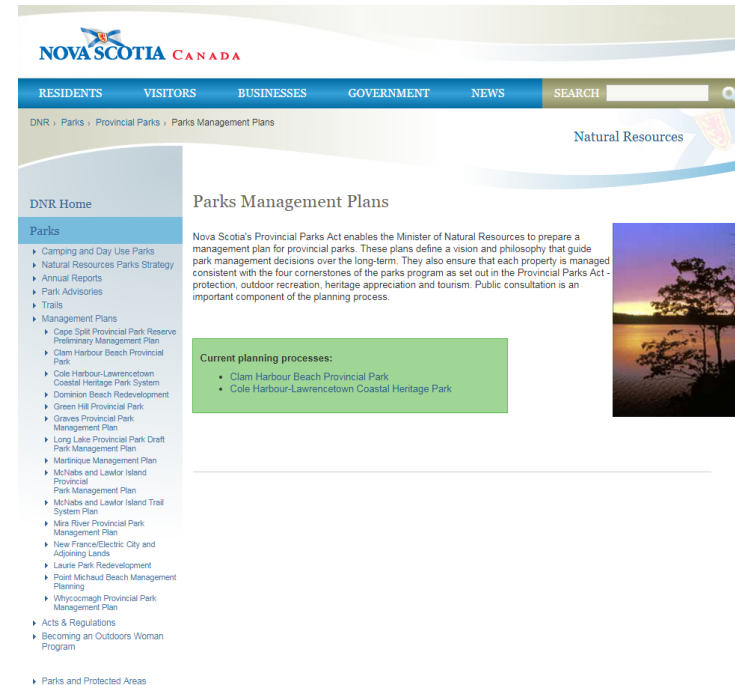 NOVA SCOTIA CANADA
RESIDENTS VISITORS BUSINESSES GOVERNMENT NEWS SEARCH
DNR › Parks › Provincial Parks › Parks Management Plans
Natural Resources
DNR Home
Parks
Camping and Day Use Parks
Natural Resources Parks Strategy
Annual Reports
Park Advisories
Trails
Management Plans
Cape Split Provincial Park Reserve
Preliminary Management Plan
Clam Harbour Beach Provincial
Park
Cole Harbour-Lawrencetown
Coastal Heritage Park System
Dominion Beach Redevelopment
Green Hill Provincial Park
Graves Provincial Park
Management Plan
Long Lake Provincial Park Draft
Park Management Plan
Martinique Management Plan
McNabs and Lawlor Island
Provincial
Park Management Plan
McNabs and Lawlor Island Trail
System Plan
Mira River Provincial Park
Management Plan
New France/Electric City and
Adjoining Lands
Laurie Park Redevelopment
Point Michaud Beach Management
Planning
Whycocmagh Provincial Park
Management Plan
Acts & Regulations
Becoming an Outdoors Woman
Program
Parks and Protected Areas
Parks Management Plans
Nova Scotia's Provincial Parks Act enables the Minister of Natural Resources to prepare a
management plan for provincial parks. These plans define a vision and philosophy that guide
park management decisions over the long-term. They also ensure that each property is managed
consistent with the four cornerstones of the parks program as set out in the Provincial Parks Act -
protection, outdoor recreation, heritage appreciation and tourism. Public consultation is an
important component of the planning process.
Current planning processes:
Clam Harbour Beach Provincial Park
Cole Harbour-Lawrencetown Coastal Heritage Park